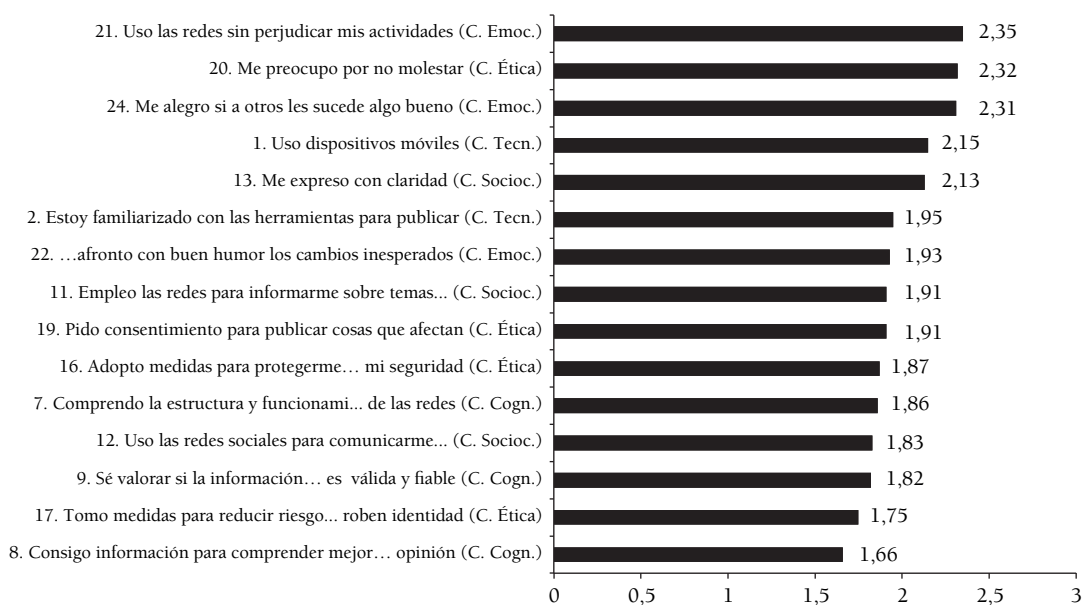 21. Uso las redes sin perjudicar mis actividades (C. Emoc.) 2,35
20. Me preocupo por no molestar (C. Ética) 2,32
24. Me alegro si a otros les sucede algo bueno (C. Emoc.) 2,31
1. Uso dispositivos móviles (C. Tecn.) 2,15
13. Me expreso con claridad (C. Socioc.) 2,13
2. Estoy familiarizado con las herramientas para publicar (C. Tecn.) 1,95
22. …afronto con buen humor los cambios inesperados (C. Emoc.) 1,93
11. Empleo las redes para informarme sobre temas... (C. Socioc.) 1,91
19. Pido consentimiento para publicar cosas que afectan (C. Ética) 1,91
16. Adopto medidas para protegerme… mi seguridad (C. Ética) 1,87
7. Comprendo la estructura y funcionami... de las redes (C. Cogn.) 1,86
12. Uso las redes sociales para comunicarme... (C. Socioc.) 1,83
9. Sé valorar si la información… es válida y fiable (C. Cogn.) 1,82
17. Tomo medidas para reducir riesgo... roben identidad (C. Ética) 1,75
8. Consigo información para comprender mejor… opinión (C. Cogn.) 1,66
0 0,5 1 1,5 2 2,5 3